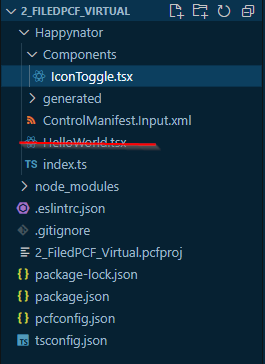 2_FILEDPCF_VIRTUAL
Happynator
Components
IconToggle.tsx
generated
ControlManifest.Input.xml
HelloWorld.tsx
TS index.ts
node_modules
.eslintrc.json
.gitignore
2_FiledPCF_Virtual.pcfproj
{} package-lock.json
{} package.json
{} pcfconfig.json
TS tsconfig.json